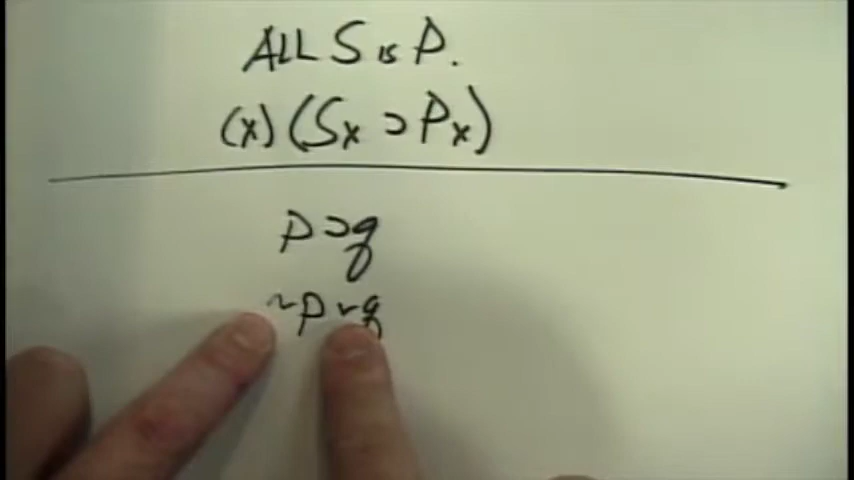 ALL S is P.
(x) (Sx ⊃ Px)
p ⊃ q
~p v q